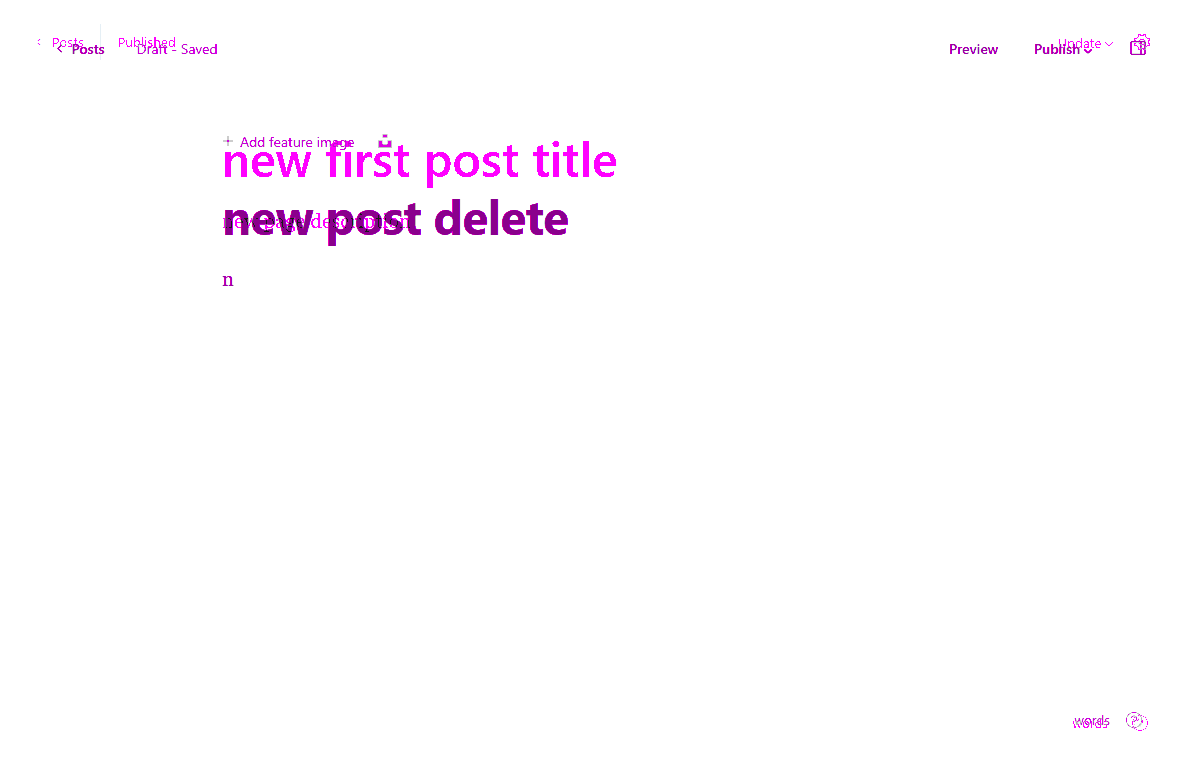 Posts Published
Posts Draft - Saved
Update
Preview Publish
+ Add feature image
new first post title
new page description
new post delete
n
words
words